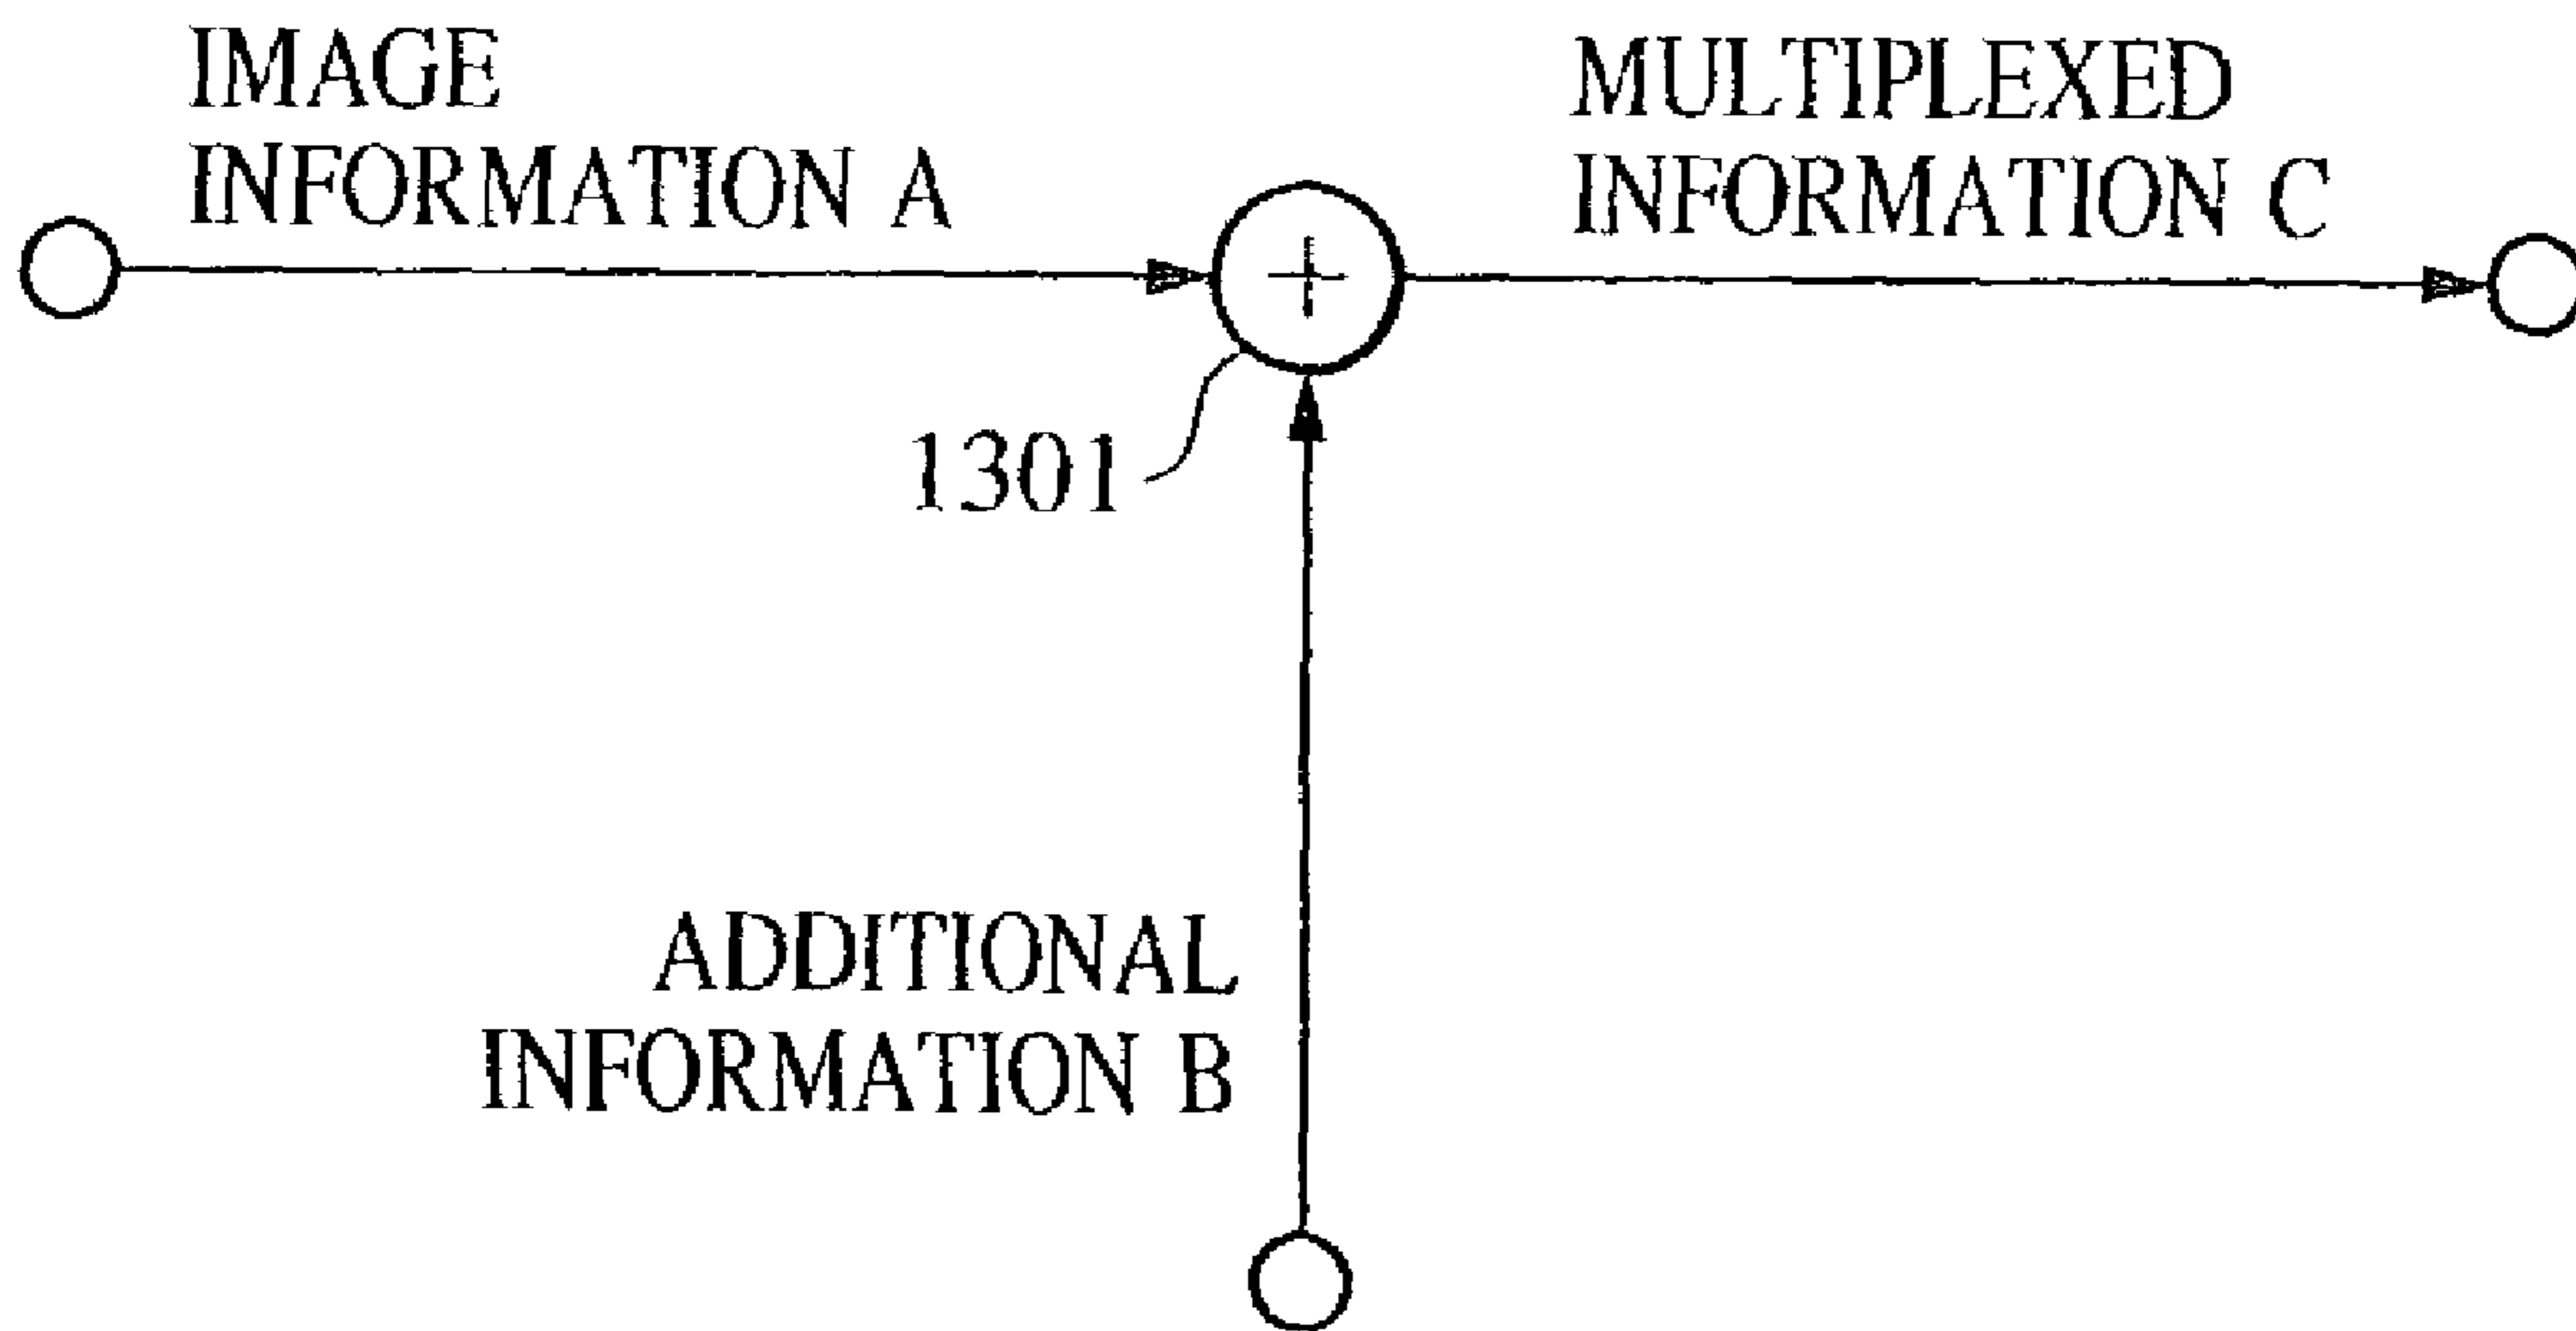 IMAGE
INFORMATION A
MULTIPLEXED
INFORMATION C
+
1301
ADDITIONAL
INFORMATION B